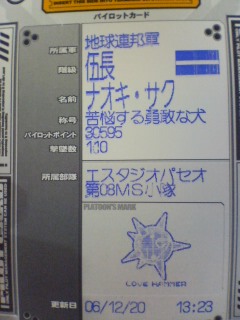 パイロットカード
所属軍 地球連邦軍
階級 伍長
名前 ナオキ・サク
称号 苦悩する勇敢な犬
パイロットポイント 30595
撃墜数 110
所属部隊 エスタジオパセオ
第08MS小隊
PLATOON'S MARK
LOVE HAMMER
更新日 06/12/20 13:23